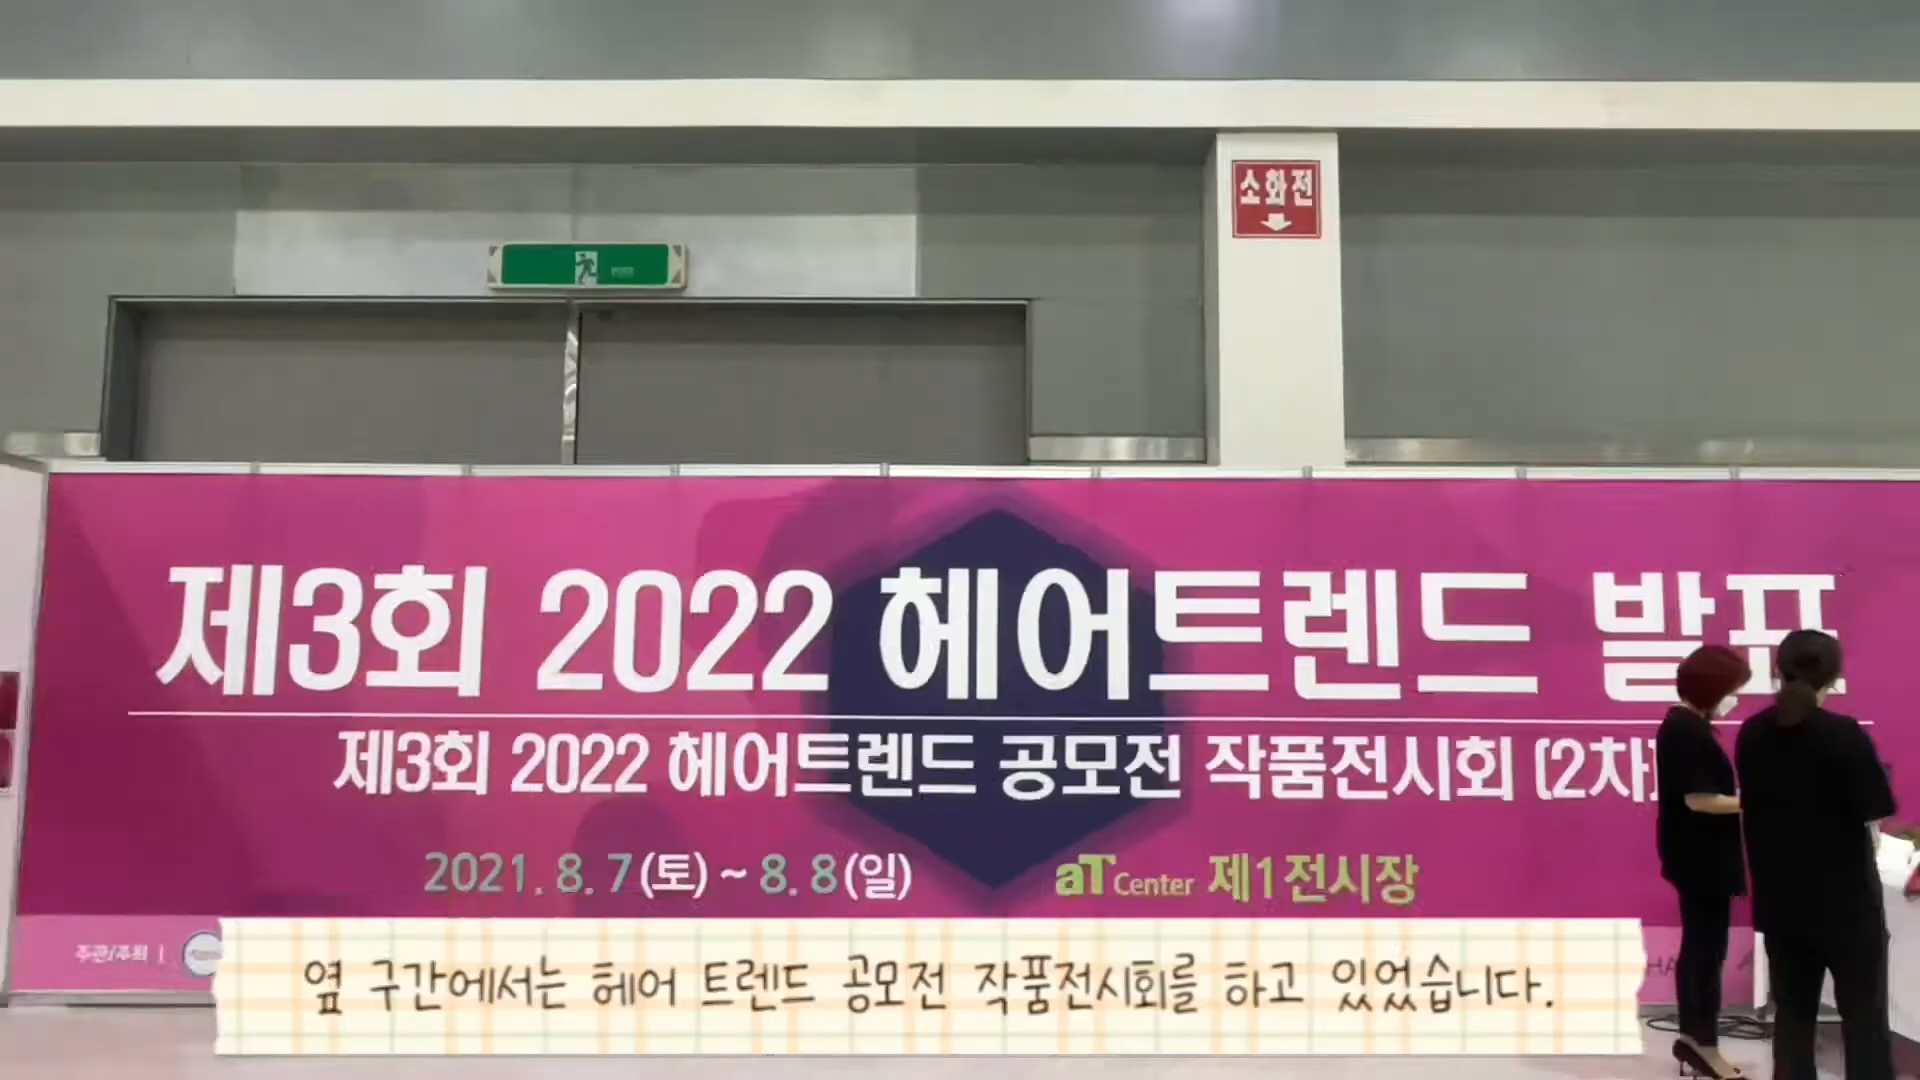 소화전
제3회 2022 헤어트렌드 발표
제3회 2022 헤어트렌드 공모전 작품전시회 (2차)
2021. 8. 7(토) ~ 8. 8(일)
aT Center 제1전시장
주관/주최 |
옆 구간에서는 헤어 트렌드 공모전 작품전시회를 하고 있었습니다.